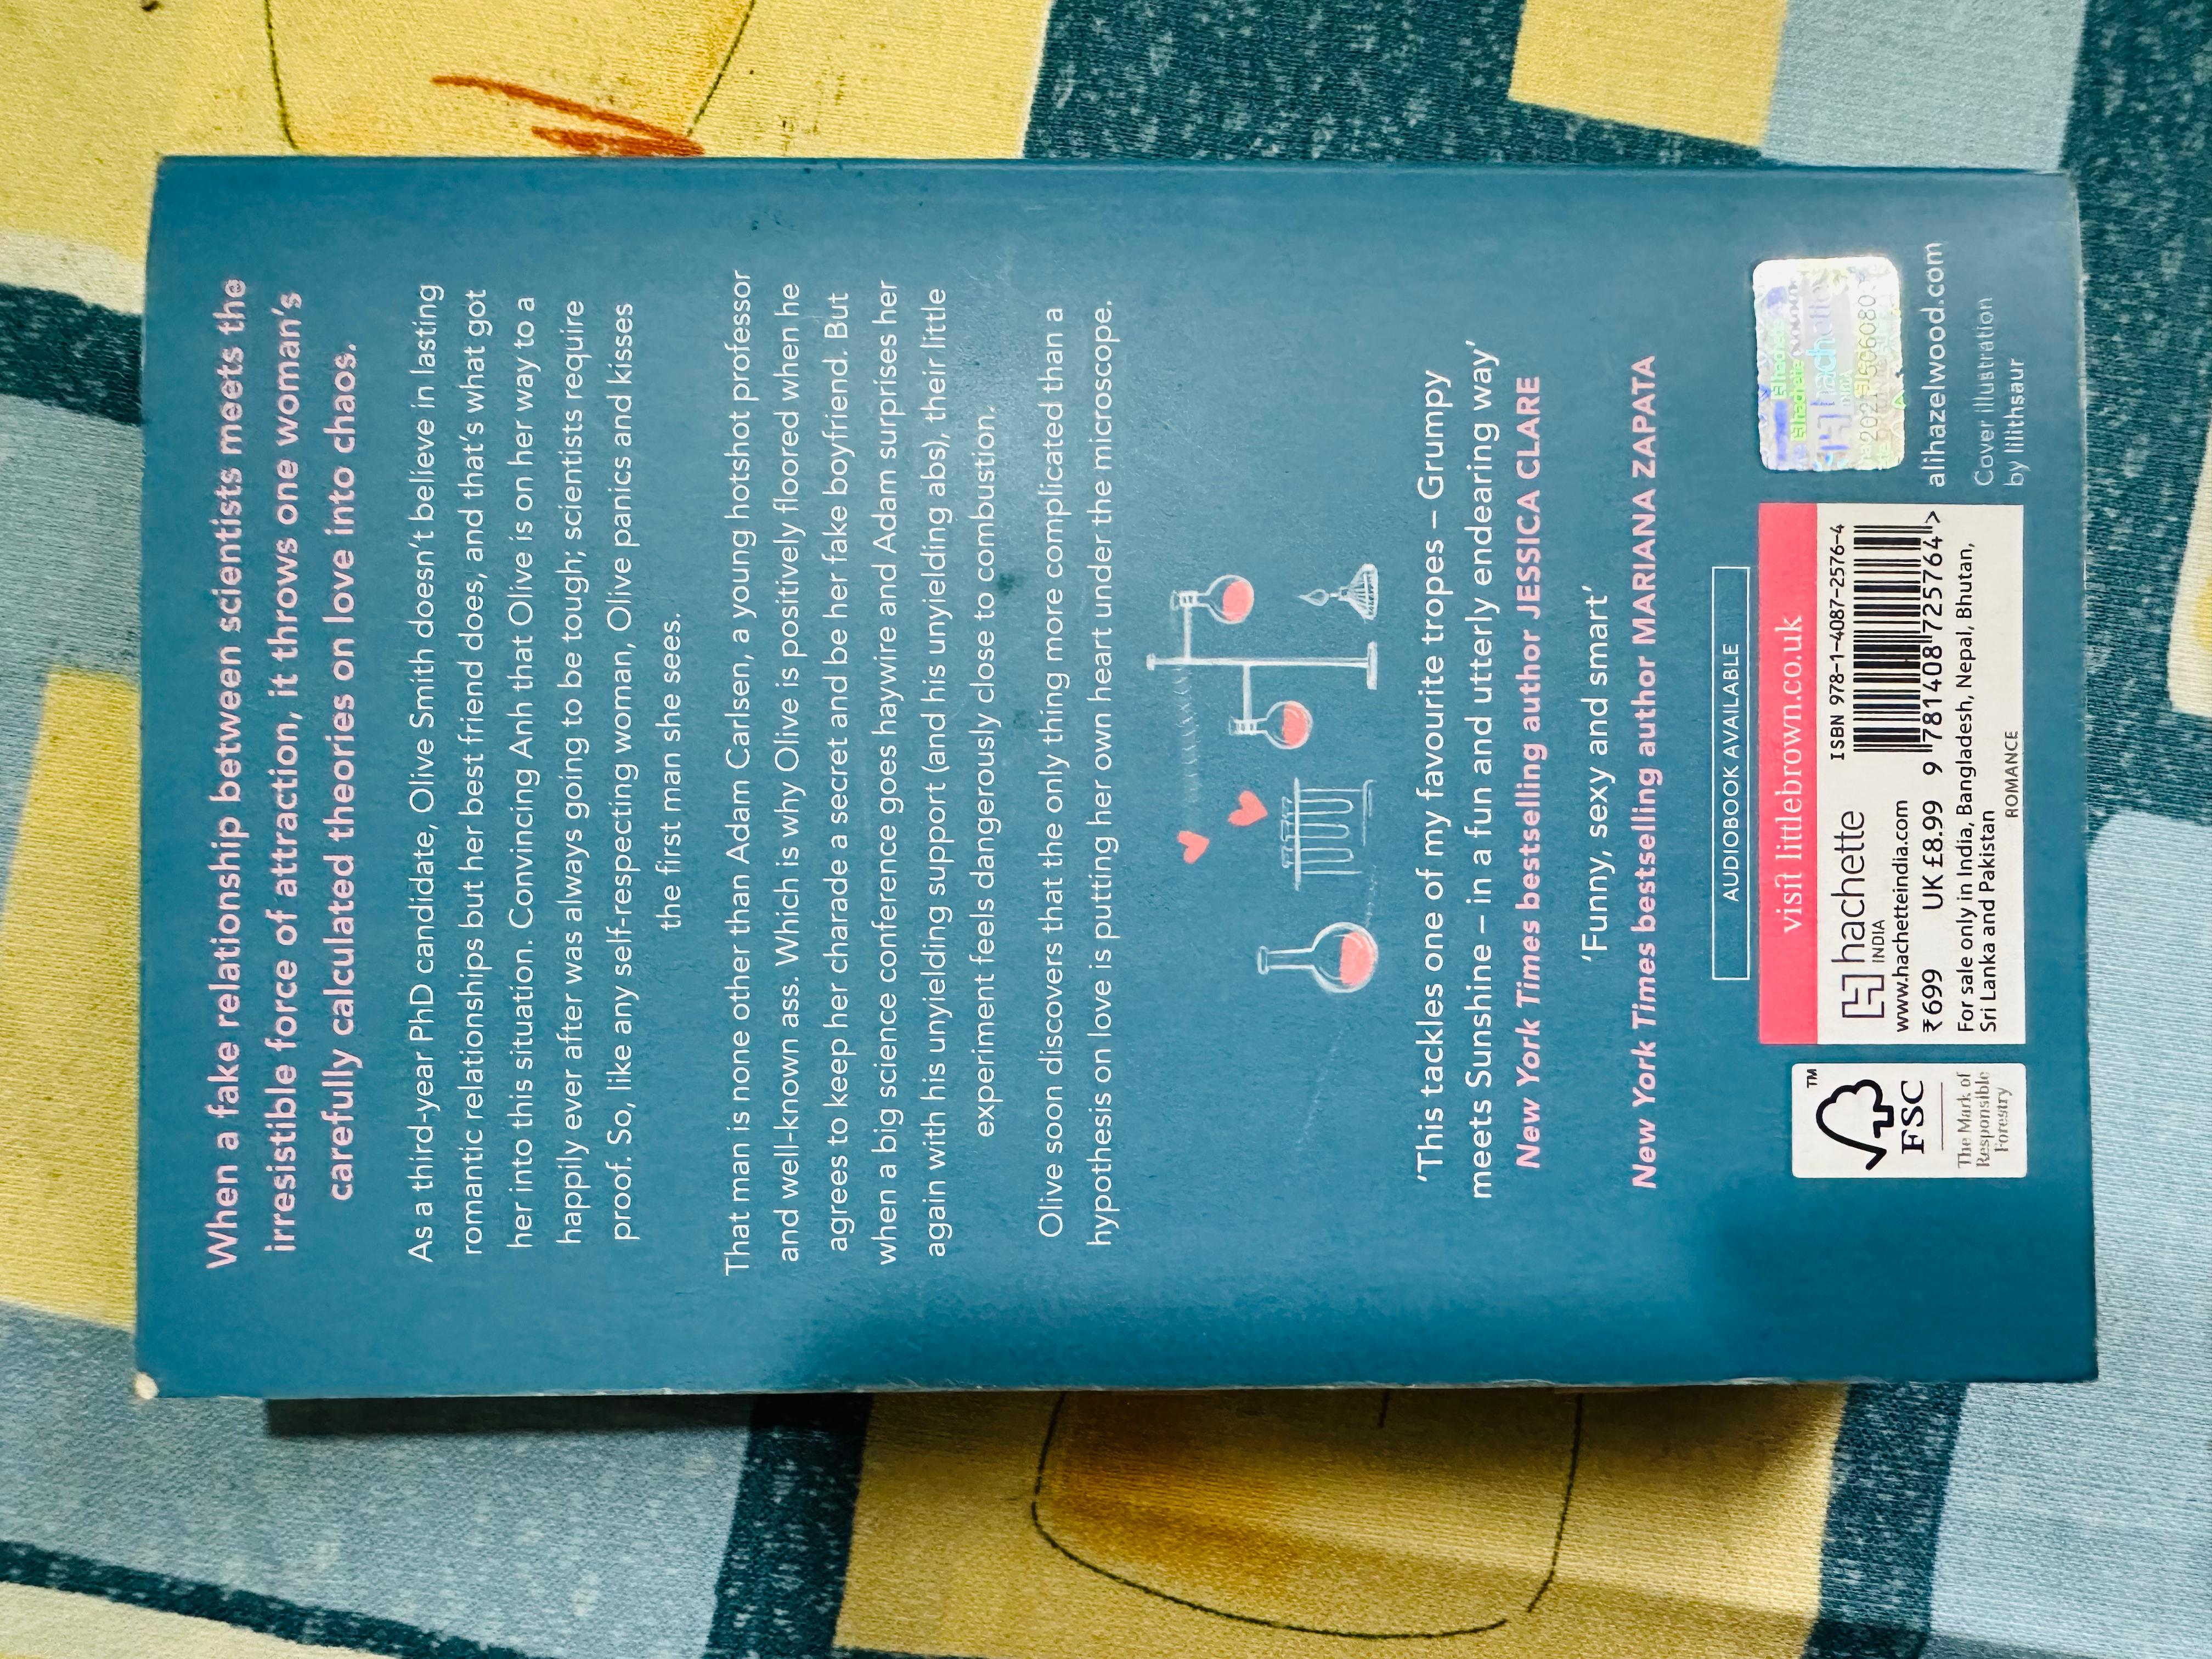 When a fake relationship between scientists meets the
irresistible force of attraction, it throws one woman's
carefully calculated theories on love into chaos.
As a third-year PhD candidate, Olive Smith doesn't believe in lasting
romantic relationships but her best friend does, and that's what got
her into this situation. Convincing Anh that Olive is on her way to a
happily ever after was always going to be tough; scientists require
proof. So, like any self-respecting woman, Olive panics and kisses
the first man she sees.
That man is none other than Adam Carlsen, a young hotshot professor
and well-known ass. Which is why Olive is positively floored when he
agrees to keep her charade a secret and be her fake boyfriend. But
when a big science conference goes haywire and Adam surprises her
again with his unyielding support (and his unyielding abs), their little
experiment feels dangerously close to combustion.
Olive soon discovers that the only thing more complicated than a
hypothesis on love is putting her own heart under the microscope.
'This tackles one of my favourite tropes – Grumpy
meets Sunshine – in a fun and utterly endearing way'
New York Times bestselling author JESSICA CLARE
'Funny, sexy and smart'
New York Times bestselling author MARIANA ZAPATA
AUDIOBOOK AVAILABLE
visit littlebrown.co.uk
FSC
TM
The Mark of
Responsible
Forestry
hachette
INDIA
www.hachetteindia.com
₹699 UK £8.99
ISBN 978-1-4087-2576-4
9 781408 725764 >
For sale only in India, Bangladesh, Nepal, Bhutan,
Sri Lanka and Pakistan
ROMANCE
hachette
alihazelwood.com
Cover illustration
by lilithsaur